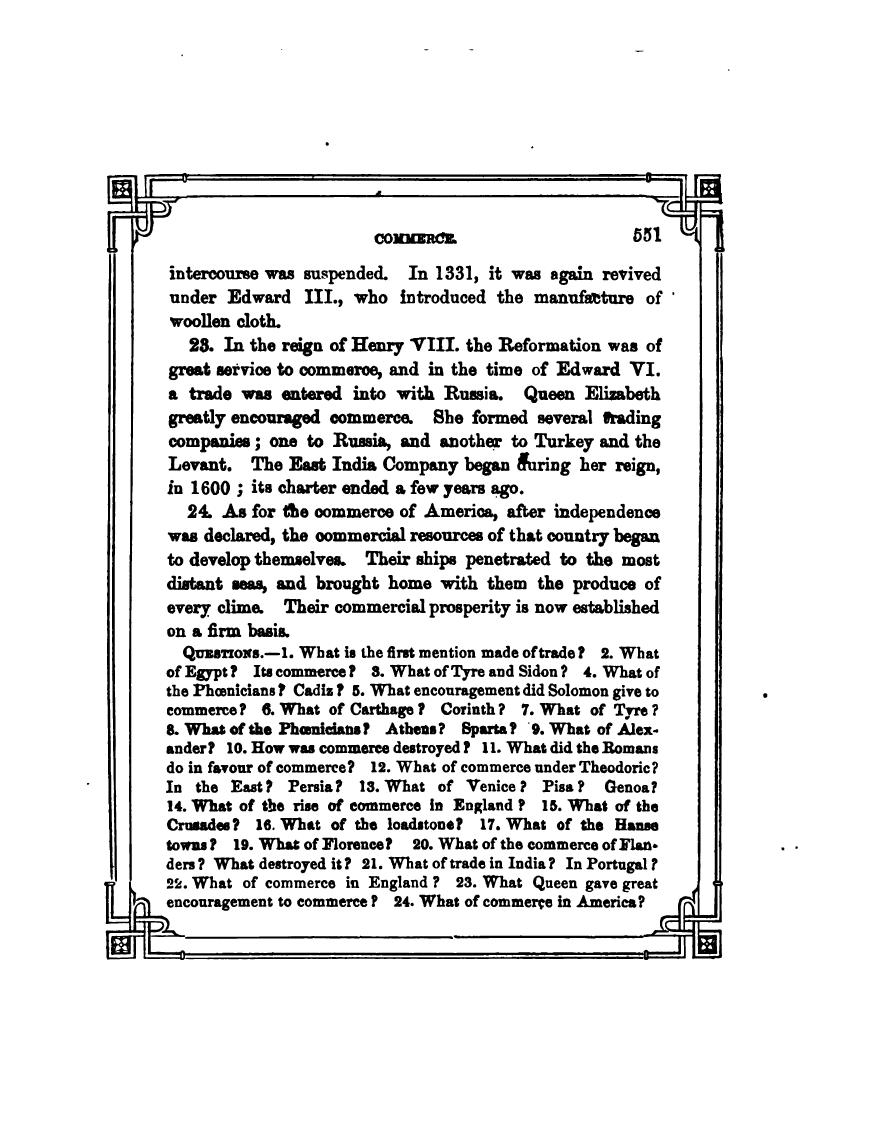 COMMERCE. 551
intercourse was suspended. In 1331, it was again revived
under Edward III., who introduced the manufacture of
woollen cloth.
23. In the reign of Henry VIII. the Reformation was of
great service to commerce, and in the time of Edward VI.
a trade was entered into with Russia. Queen Elizabeth
greatly encouraged commerce. She formed several trading
companies; one to Russia, and another to Turkey and the
Levant. The East India Company began during her reign,
in 1600; its charter ended a few years ago.
24. As for the commerce of America, after independence
was declared, the commercial resources of that country began
to develop themselves. Their ships penetrated to the most
distant seas, and brought home with them the produce of
every clime. Their commercial prosperity is now established
on a firm basis.
QUESTIONS.—1. What is the first mention made of trade? 2. What
of Egypt? Its commerce? 3. What of Tyre and Sidon? 4. What of
the Phœnicians? Cadiz? 5. What encouragement did Solomon give to
commerce? 6. What of Carthage? Corinth? 7. What of Tyre?
8. What of the Phœnicians? Athens? Sparta? 9. What of Alex-
ander? 10. How was commerce destroyed? 11. What did the Romans
do in favour of commerce? 12. What of commerce under Theodoric?
In the East? Persia? 13. What of Venice? Pisa? Genoa?
14. What of the rise of commerce in England? 15. What of the
Crusades? 16. What of the loadstone? 17. What of the Hanse
towns? 19. What of Florence? 20. What of the commerce of Flan-
ders? What destroyed it? 21. What of trade in India? In Portugal?
22. What of commerce in England? 23. What Queen gave great
encouragement to commerce? 24. What of commerce in America?